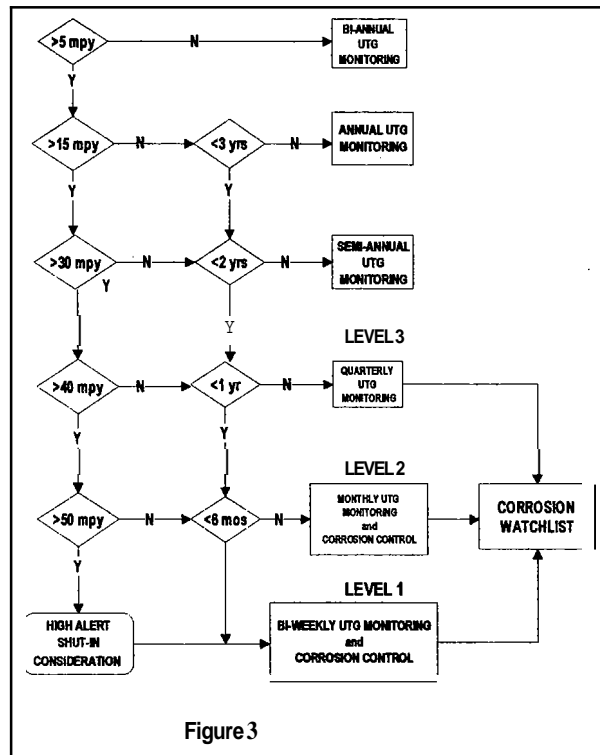 >5 mpy
N
BI-ANNUAL
UTG
MONITORING
Y
>15 mpy
N
<3 yrs
N
ANNUAL UTG
MONITORING
Y
Y
>30 mpy
N
<2 yrs
N
SEMI-ANNUAL
UTG
MONITORING
Y
Y
LEVEL 3
>40 mpy
N
<1 yr
N
QUARTERLY
UTG
MONITORING
Y
Y
LEVEL 2
>50 mpy
N
<6 mos
N
MONTHLY UTG
MONITORING
and
CORROSION CONTROL
CORROSION
WATCHLIST
Y
LEVEL 1
HIGH ALERT
SHUT-IN
CONSIDERATION
BI-WEEKLY UTG MONITORING
and
CORROSION CONTROL
Figure 3